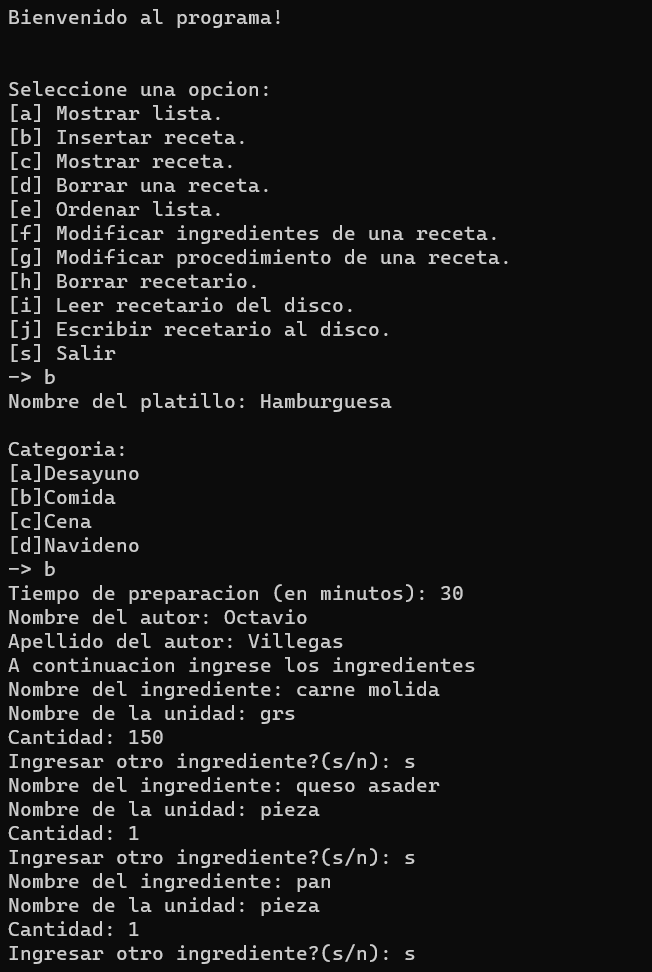 Bienvenido al programa!
Seleccione una opcion:
[a] Mostrar lista.
[b] Insertar receta.
[c] Mostrar receta.
[d] Borrar una receta.
[e] Ordenar lista.
[f] Modificar ingredientes de una receta.
[g] Modificar procedimiento de una receta.
[h] Borrar recetario.
[i] Leer recetario del disco.
[j] Escribir recetario al disco.
[s] Salir
-> b
Nombre del platillo: Hamburguesa
Categoria:
[a]Desayuno
[b]Comida
[c]Cena
[d]Navideno
-> b
Tiempo de preparacion (en minutos): 30
Nombre del autor: Octavio
Apellido del autor: Villegas
A continuacion ingrese los ingredientes
Nombre del ingrediente: carne molida
Nombre de la unidad: grs
Cantidad: 150
Ingresar otro ingrediente?(s/n): s
Nombre del ingrediente: queso asader
Nombre de la unidad: pieza
Cantidad: 1
Ingresar otro ingrediente?(s/n): s
Nombre del ingrediente: pan
Nombre de la unidad: pieza
Cantidad: 1
Ingresar otro ingrediente?(s/n): s